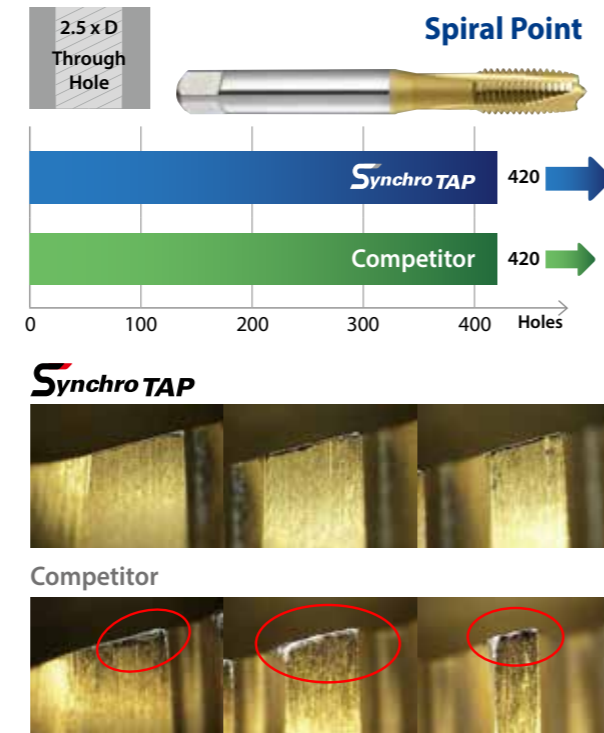 2.5 x D
Through
Hole
Spiral Point
Synchro TAP 420
Competitor 420
0 100 200 300 400 Holes
Synchro TAP
Competitor